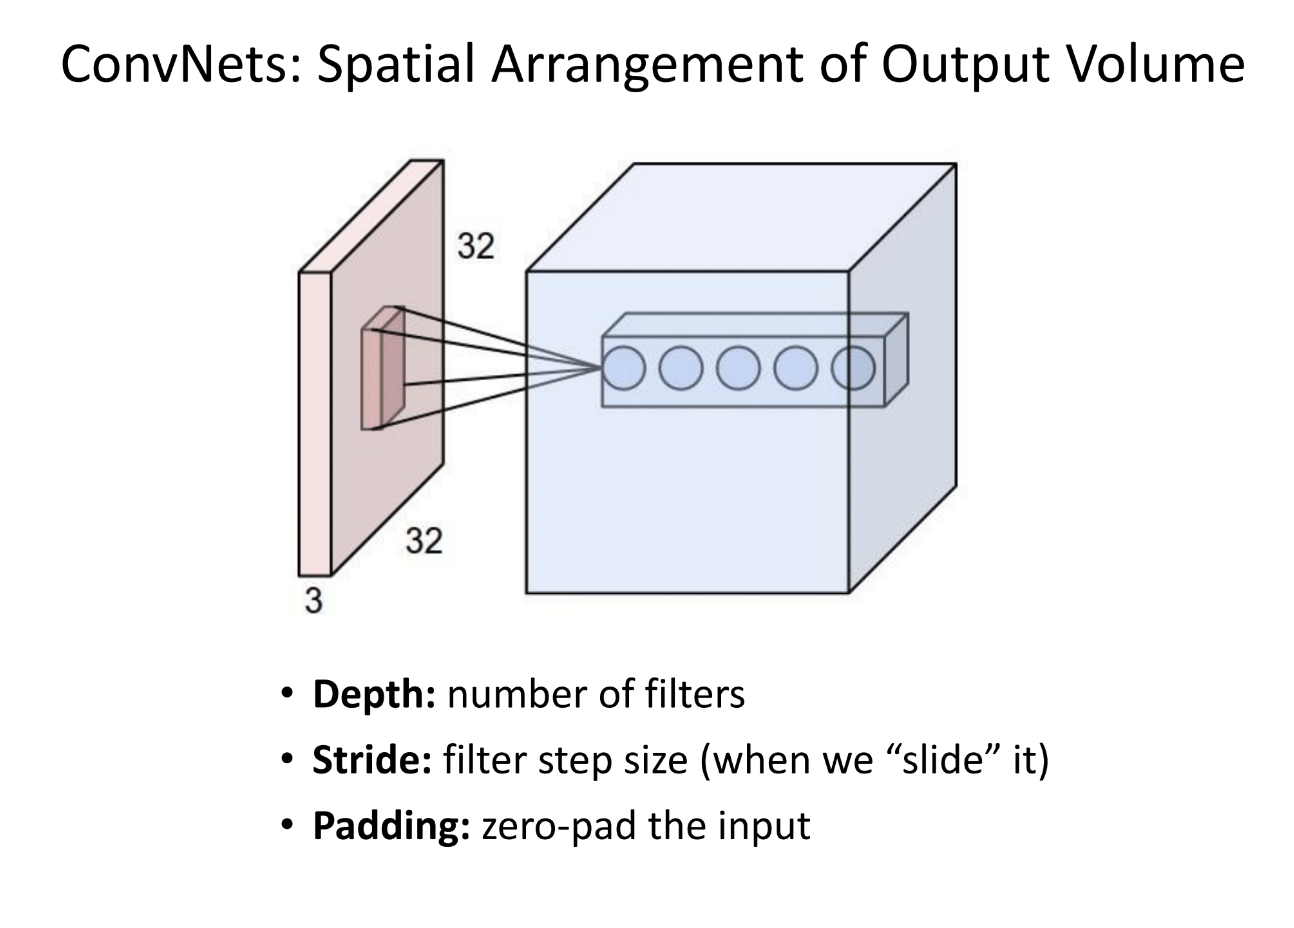 ConvNets: Spatial Arrangement of Output Volume
32
32
3
• Depth: number of filters
• Stride: filter step size (when we “slide” it)
• Padding: zero-pad the input